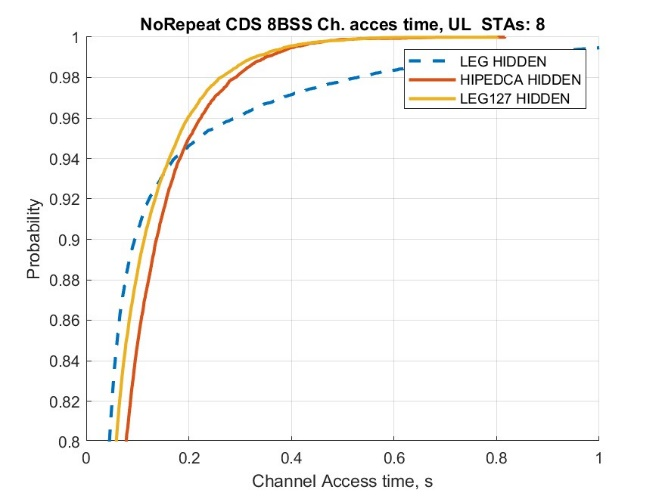 NoRepeat CDS 8BSS Ch. acces time, UL STAs: 8
1
LEG HIDDEN
HIPEDCA HIDDEN
LEG127 HIDDEN
0.98
0.96
0.94
0.92
0.9
0.88
0.86
0.84
0.82
0.8
Probability
0 0.2 0.4 0.6 0.8 1
Channel Access time, s